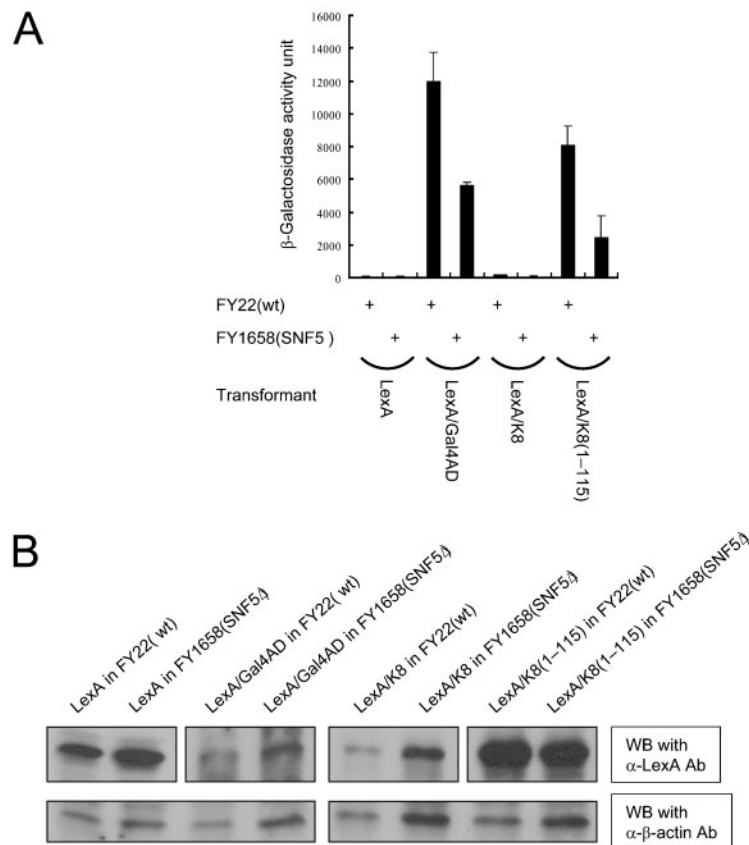 A
β-Galactosidase activity unit
16000
14000
12000
10000
8000
6000
4000
2000
0
FY22(wt) + + + +
FY1658(SNF5 ) + + + +
Transformant
LexA
LexA/Gal4AD
LexA/K8
LexA/K8(1–115)
B
LexA in FY22( wt)
LexA in FY1658(SNF5Δ)
LexA/Gal4AD in FY22( wt)
LexA/Gal4AD in FY1658(SNF5Δ)
LexA/K8 in FY22(wt)
LexA/K8 in FY1658(SNF5Δ)
LexA/K8(1–115) in FY22(wt)
LexA/K8(1–115) in FY1658(SNF5Δ)
WB with
α-LexA Ab
WB with
α-β-actin Ab